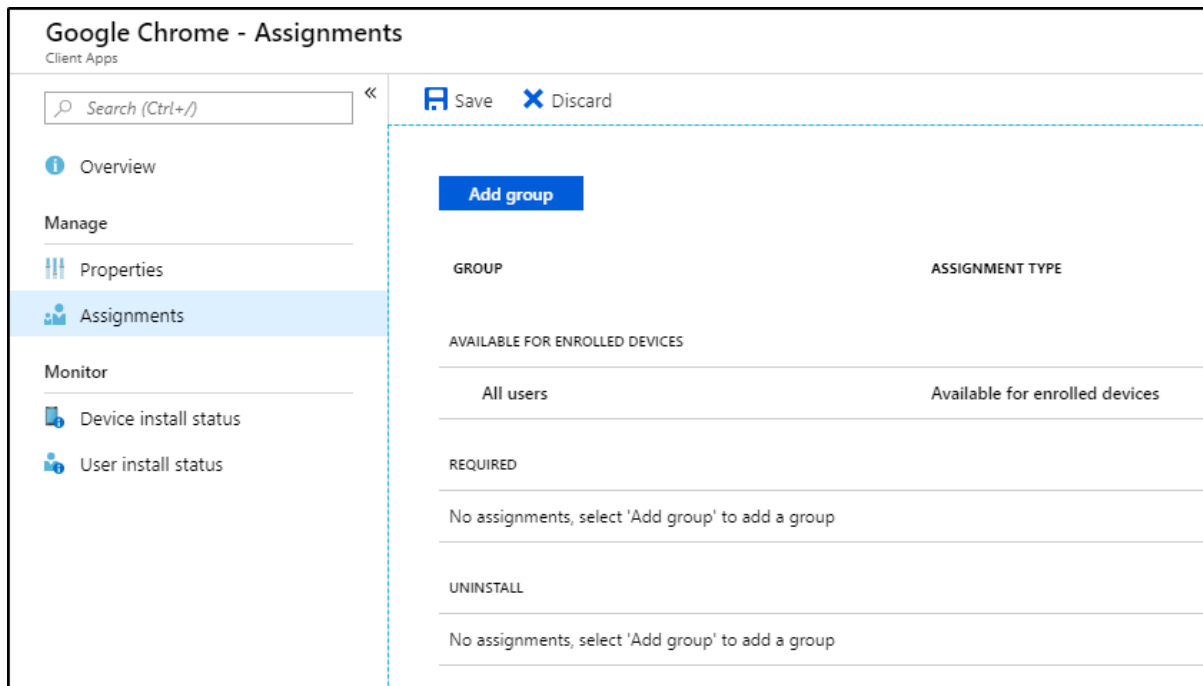 Google Chrome - Assignments
Client Apps
Search (Ctrl+/)
«
Save
Discard
Overview
Add group
Manage
Properties
GROUP
ASSIGNMENT TYPE
Assignments
AVAILABLE FOR ENROLLED DEVICES
Monitor
All users
Available for enrolled devices
Device install status
User install status
REQUIRED
No assignments, select 'Add group' to add a group
UNINSTALL
No assignments, select 'Add group' to add a group